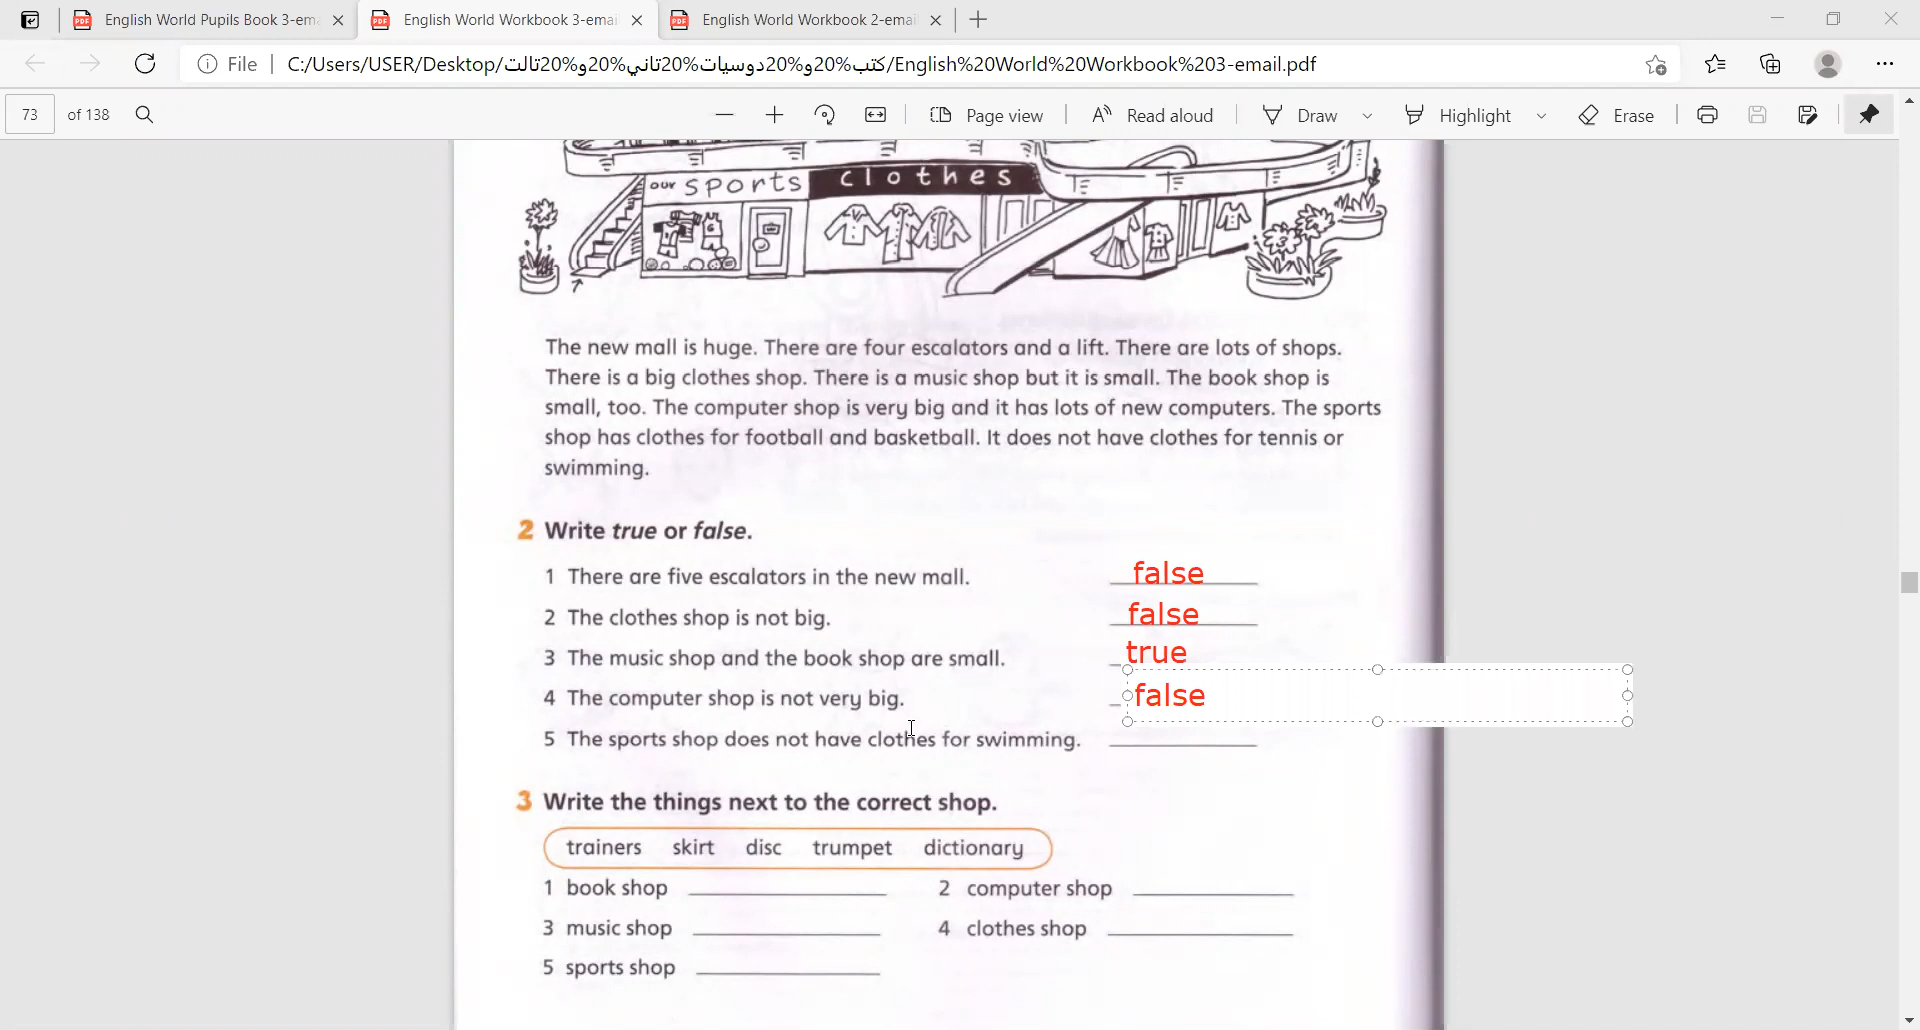 English World Pupils Book 3-ema
English World Workbook 3-email
English World Workbook 2-email
File
C:/Users/USER/Desktop/كتب%20و%20دوسيات%20تاني%20و%20تالت/English%20World%20Workbook%203-email.pdf
73 of 138
Page view
Read aloud
Draw
Highlight
Erase
our sports clothes
The new mall is huge. There are four escalators and a lift. There are lots of shops.
There is a big clothes shop. There is a music shop but it is small. The book shop is
small, too. The computer shop is very big and it has lots of new computers. The sports
shop has clothes for football and basketball. It does not have clothes for tennis or
swimming.
2 Write true or false.
1 There are five escalators in the new mall. false
2 The clothes shop is not big. false
3 The music shop and the book shop are small. true
4 The computer shop is not very big. false
5 The sports shop does not have clothes for swimming.
3 Write the things next to the correct shop.
trainers skirt disc trumpet dictionary
1 book shop 2 computer shop
3 music shop 4 clothes shop
5 sports shop